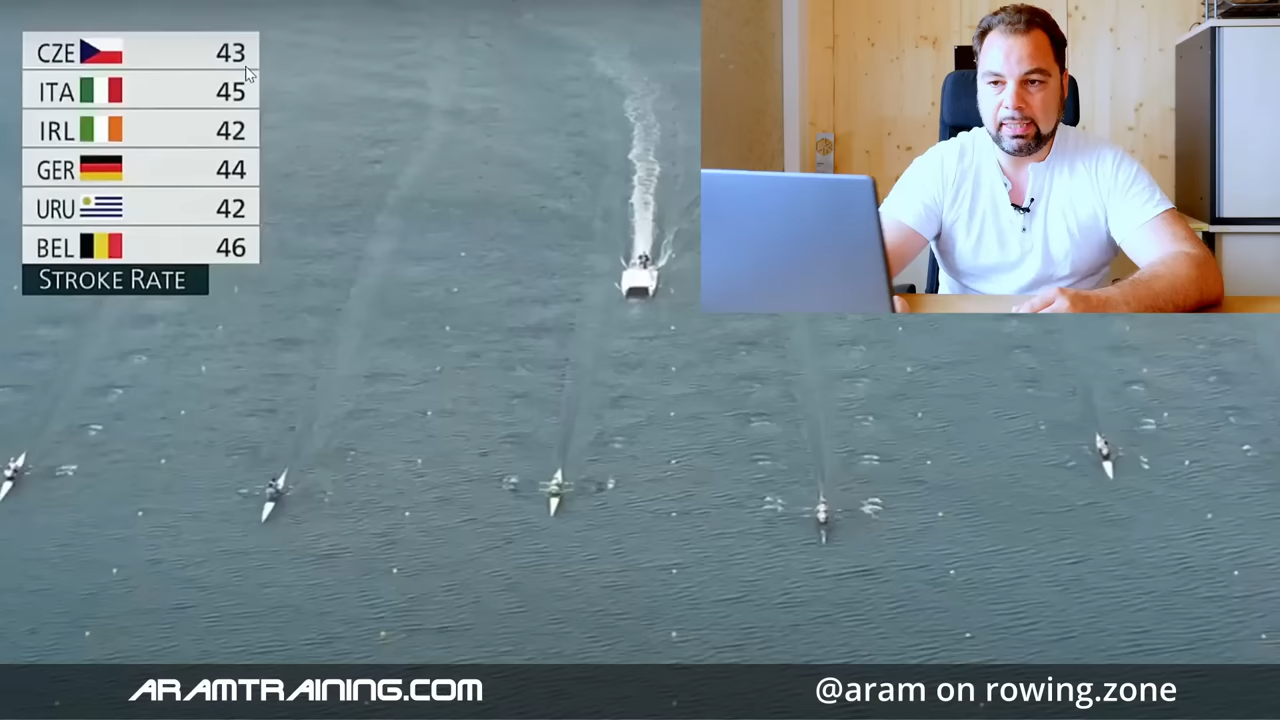 CZE 43
ITA 45
IRL 42
GER 44
URU 42
BEL 46
STROKE RATE
ARAMTRAINING.COM
@aram on rowing.zone